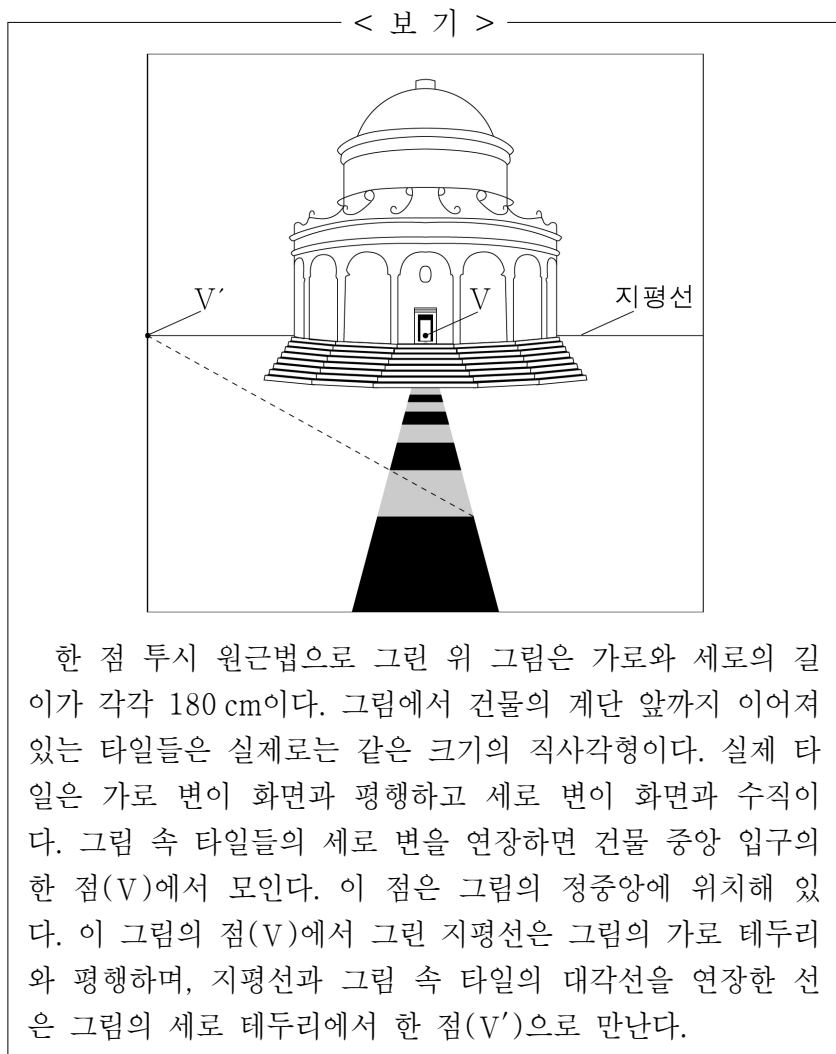 < 보 기 >
V′
V
지평선
한 점 투시 원근법으로 그린 위 그림은 가로와 세로의 길
이가 각각 180 cm이다. 그림에서 건물의 계단 앞까지 이어져
있는 타일들은 실제로는 같은 크기의 직사각형이다. 실제 타
일은 가로 변이 화면과 평행하고 세로 변이 화면과 수직이
다. 그림 속 타일들의 세로 변을 연장하면 건물 중앙 입구의
한 점(V)에서 모인다. 이 점은 그림의 정중앙에 위치해 있
다. 이 그림의 점(V)에서 그린 지평선은 그림의 가로 테두리
와 평행하며, 지평선과 그림 속 타일의 대각선을 연장한 선
은 그림의 세로 테두리에서 한 점(V′)으로 만난다.